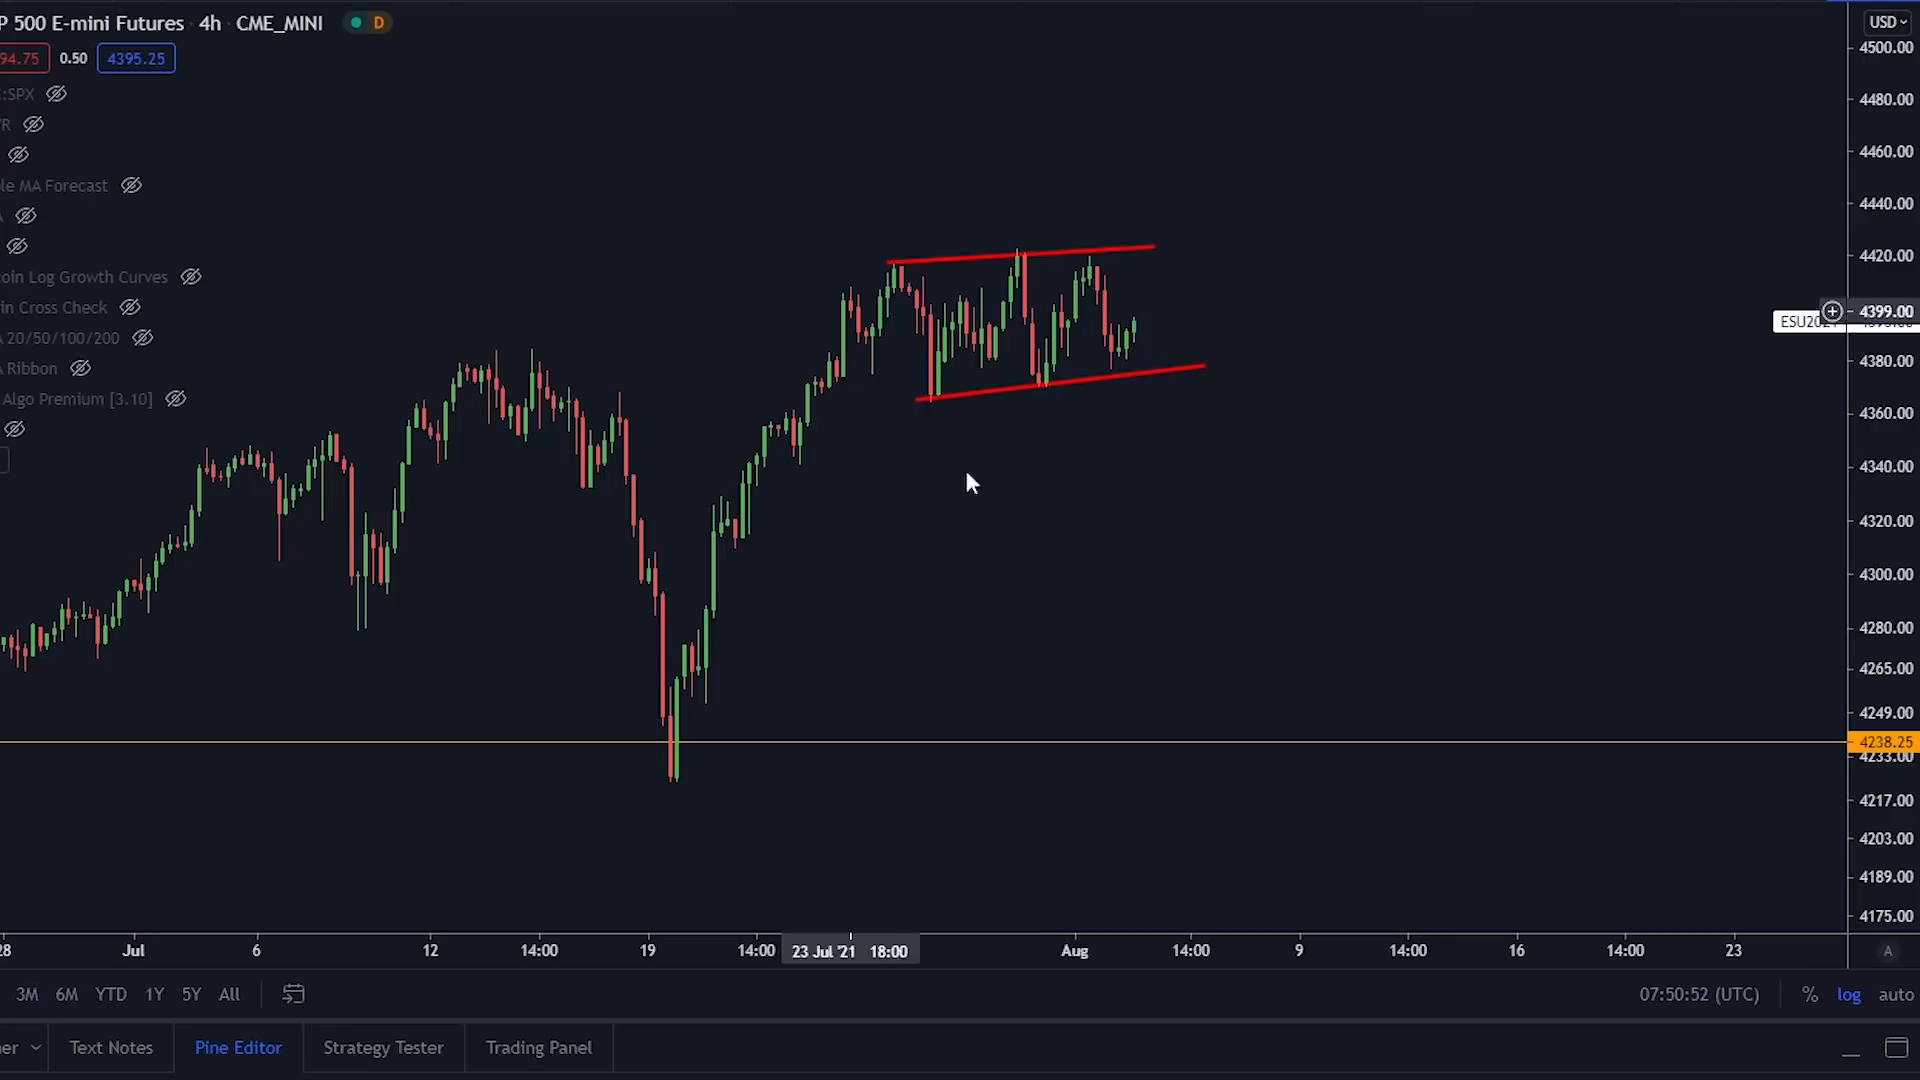 P 500 E-mini Futures · 4h · CME_MINI D
94.75 0.50 4395.25
:SPX
R
le MA Forecast
oin Log Growth Curves
in Cross Check
20/50/100/200
Ribbon
Algo Premium [3.10]
USD
4500.00
4480.00
4460.00
4440.00
4420.00
4399.00
ESU202
4380.00
4360.00
4340.00
4320.00
4300.00
4280.00
4265.00
4249.00
4238.25
4233.00
4217.00
4203.00
4189.00
4175.00
28 Jul 6 12 14:00 19 14:00 23 Jul '21 18:00 Aug 14:00 9 14:00 16 14:00 23 A
3M 6M YTD 1Y 5Y All 07:50:52 (UTC) % log auto
er Text Notes Pine Editor Strategy Tester Trading Panel